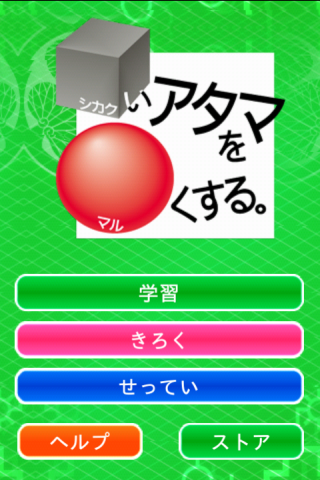 シカク
いアタマを
マル
くする。
学習
きろく
せってい
ヘルプ
ストア